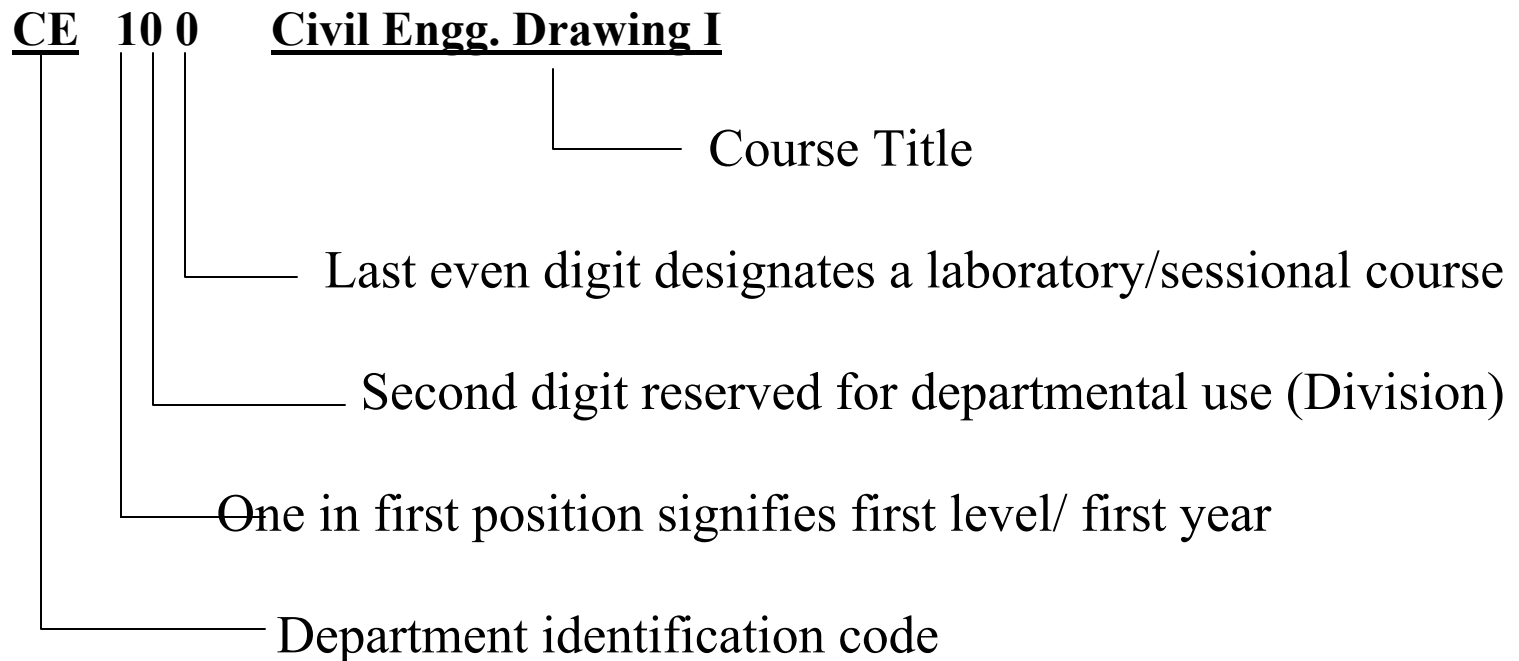 CE 10 0 Civil Engg. Drawing I
Course Title
Last even digit designates a laboratory/sessional course
Second digit reserved for departmental use (Division)
One in first position signifies first level/ first year
Department identification code